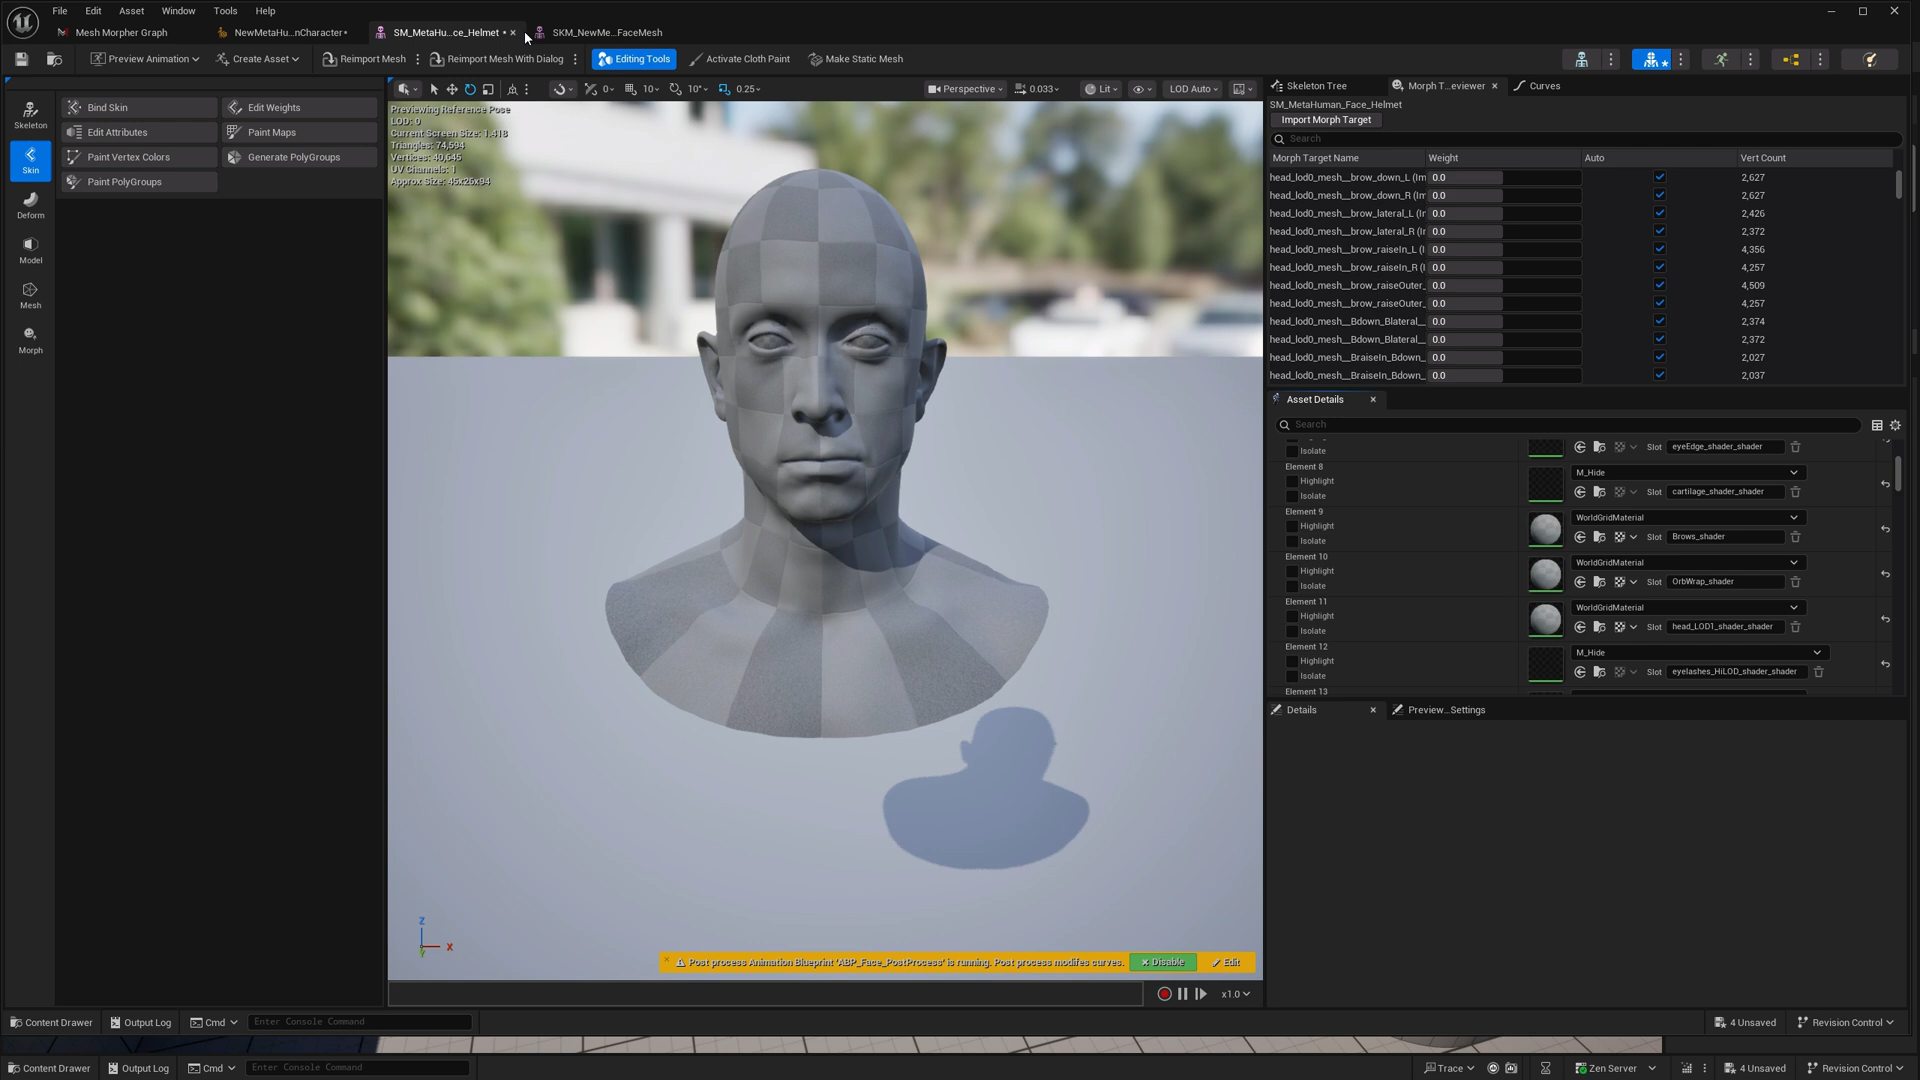 File Edit Asset Window Tools Help
Mesh Morpher Graph NewMetaHu...nCharacter* SM_MetaHu...ce_Helmet * SKM_NewMe...FaceMesh
Preview Animation Create Asset Reimport Mesh Reimport Mesh With Dialog Editing Tools Activate Cloth Paint Make Static Mesh
Skeleton
Skin
Deform
Model
Mesh
Morph
Bind Skin Edit Weights
Edit Attributes Paint Maps
Paint Vertex Colors Generate PolyGroups
Paint PolyGroups
0 10 10° 0.25 Perspective 0.033 Lit LOD Auto
Previewing Reference Pose
LOD: 0
Current Screen Size: 1.418
Triangles: 74,594
Vertices: 40,645
UV Channels: 1
Approx Size: 45x26x94
Z
X
Y
Post process Animation Blueprint 'ABP_Face_PostProcess' is running. Post process modifes curves. Disable Edit
x1.0
Skeleton Tree Morph T...eviewer Curves
SM_MetaHuman_Face_Helmet
Import Morph Target
Search
Morph Target Name Weight Auto Vert Count
head_lod0_mesh__brow_down_L (Im 0.0 2,627
head_lod0_mesh__brow_down_R (Im 0.0 2,627
head_lod0_mesh__brow_lateral_L (Ir 0.0 2,426
head_lod0_mesh__brow_lateral_R (Ir 0.0 2,372
head_lod0_mesh__brow_raiseIn_L (I 0.0 4,356
head_lod0_mesh__brow_raiseIn_R (I 0.0 4,257
head_lod0_mesh__brow_raiseOuter_ 0.0 4,509
head_lod0_mesh__brow_raiseOuter_ 0.0 4,257
head_lod0_mesh__Bdown_Blateral__ 0.0 2,374
head_lod0_mesh__Bdown_Blateral__ 0.0 2,372
head_lod0_mesh__BraiseIn_Bdown_ 0.0 2,027
head_lod0_mesh__BraiseIn_Bdown_ 0.0 2,037
Asset Details
Search
Isolate Slot eyeEdge_shader_shader
Element 8
Highlight M_Hide
Isolate Slot cartilage_shader_shader
Element 9
Highlight WorldGridMaterial
Isolate Slot Brows_shader
Element 10
Highlight WorldGridMaterial
Isolate Slot OrbWrap_shader
Element 11
Highlight WorldGridMaterial
Isolate Slot head_LOD1_shader_shader
Element 12
Highlight M_Hide
Isolate Slot eyelashes_HiLOD_shader_shader
Element 13
Details Preview...Settings
Content Drawer Output Log Cmd Enter Console Command 4 Unsaved Revision Control
Content Drawer Output Log Cmd Enter Console Command Trace Zen Server 4 Unsaved Revision Control